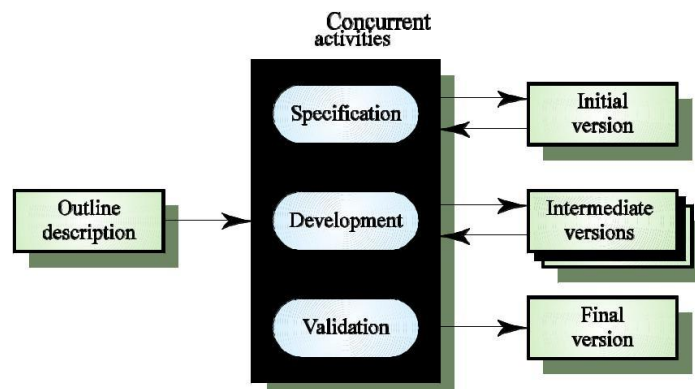 Concurrent
activities
Specification
Initial
version
Outline
description
Development
Intermediate
versions
Validation
Final
version